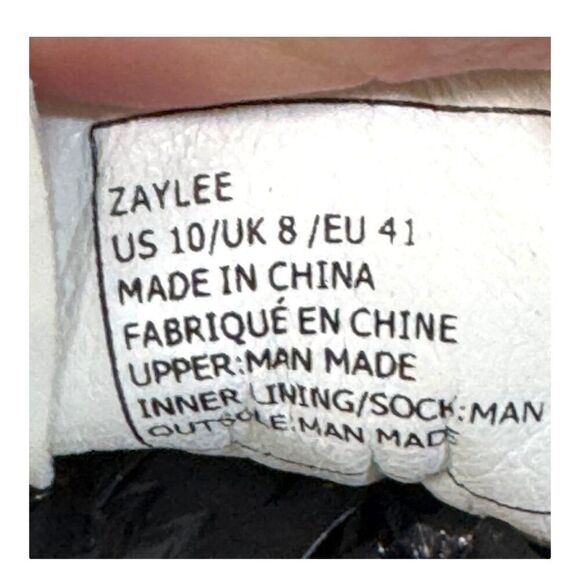 ZAYLEE
US 10/UK 8 /EU 41
MADE IN CHINA
FABRIQUÉ EN CHINE
UPPER:MAN MADE
INNER LINING/SOCK:MAN
OUTSOLE:MAN MADE